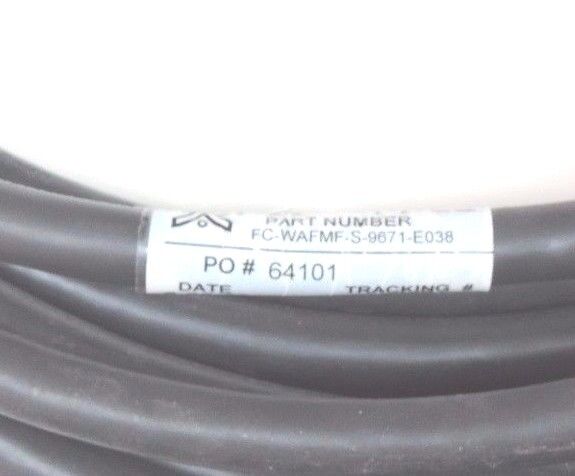 PART NUMBER
FC-WAFMF-S-9671-E038
PO # 64101
DATE TRACKING #